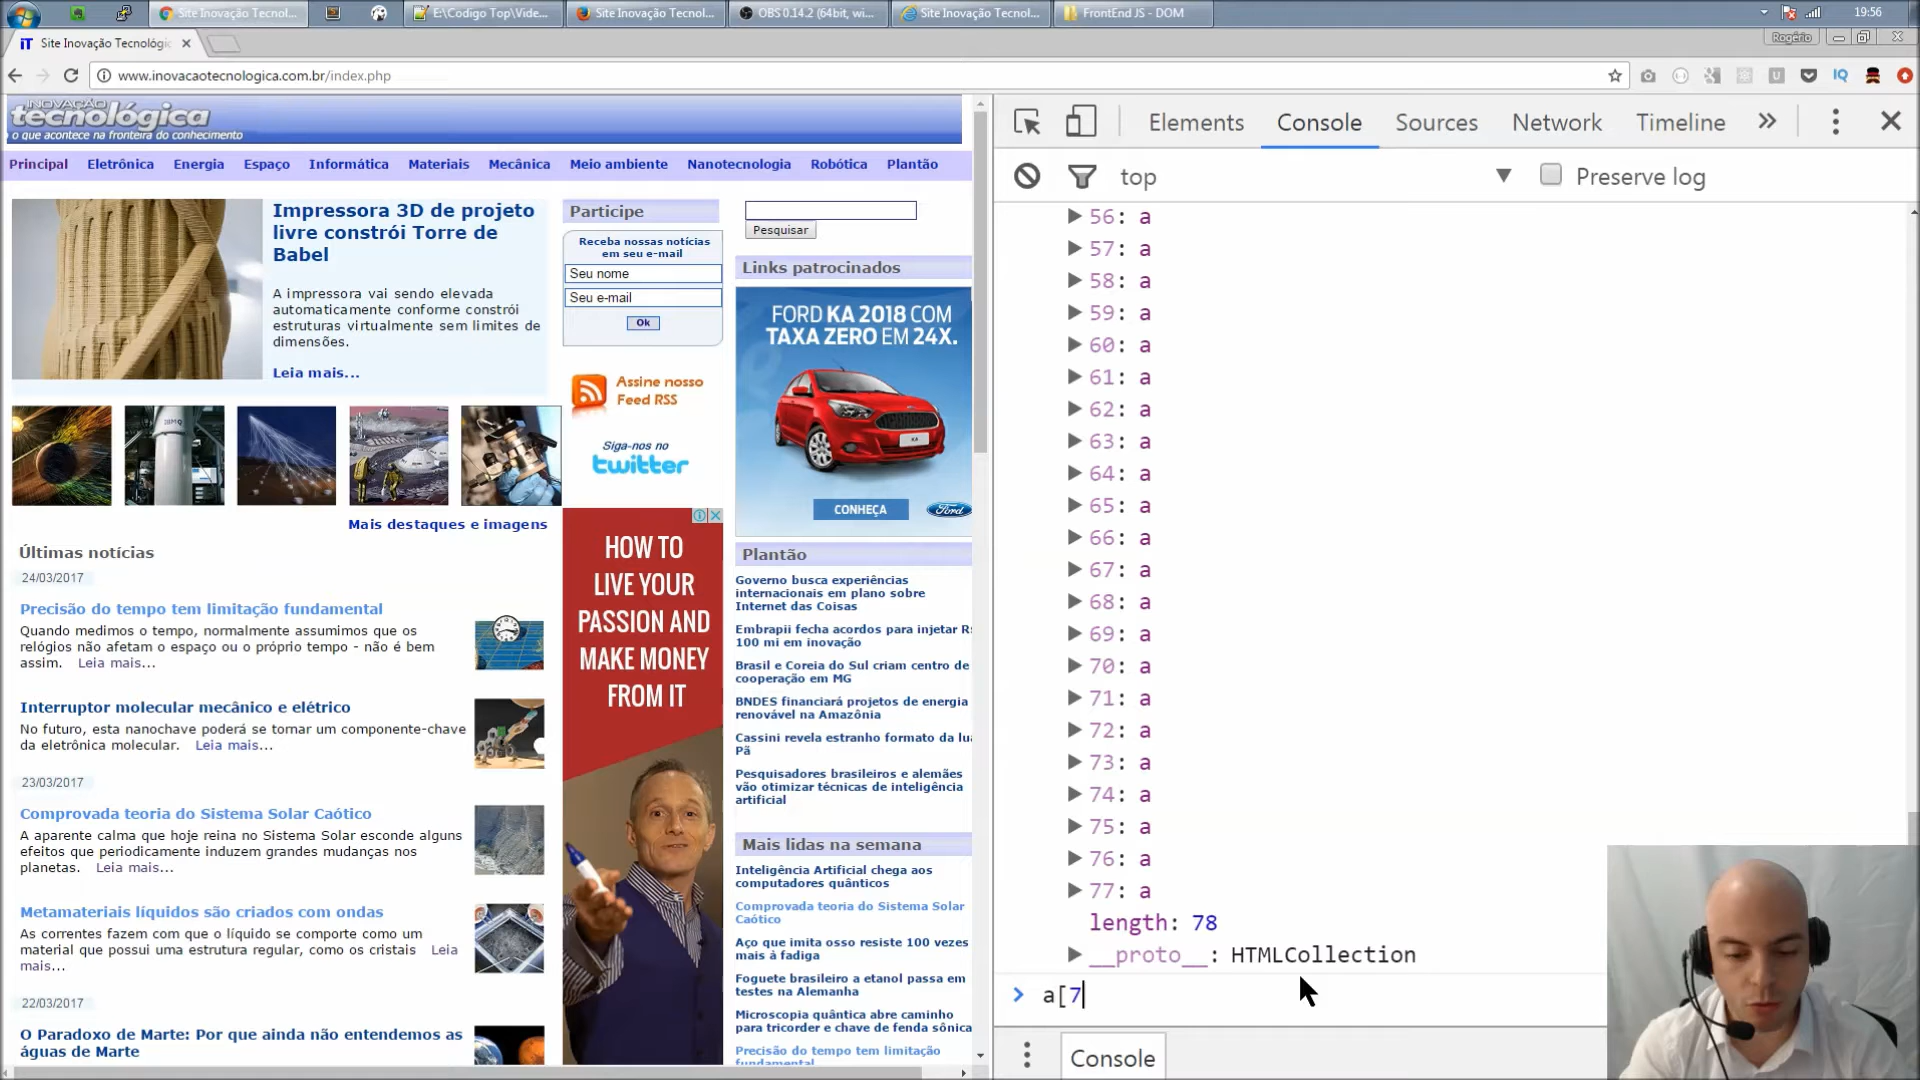 E:\Codigo Top\Vide...
Site Inovação Tecnol...
OBS 0.14.2 (64bit, wi...
Site Inovação Tecnol...
FrontEnd JS - DOM
19:56
Site Inovação Tecnológic
Rogério
www.inovacaotecnologica.com.br/index.php
IQ
INOVAÇÃO
tecnológica
o que acontece na fronteira do conhecimento
Principal Eletrônica Energia Espaço Informática Materiais Mecânica Meio ambiente Nanotecnologia Robótica Plantão
Impressora 3D de projeto
livre constrói Torre de
Babel
A impressora vai sendo elevada
automaticamente conforme constrói
estruturas virtualmente sem limites de
dimensões.
Leia mais...
Mais destaques e imagens
Últimas notícias
24/03/2017
Precisão do tempo tem limitação fundamental
Quando medimos o tempo, normalmente assumimos que os
relógios não afetam o espaço ou o próprio tempo - não é bem
assim. Leia mais...
Interruptor molecular mecânico e elétrico
No futuro, esta nanochave poderá se tornar um componente-chave
da eletrônica molecular. Leia mais...
23/03/2017
Comprovada teoria do Sistema Solar Caótico
A aparente calma que hoje reina no Sistema Solar esconde alguns
efeitos que periodicamente induzem grandes mudanças nos
planetas. Leia mais...
Metamateriais líquidos são criados com ondas
As correntes fazem com que o líquido se comporte como um
material que possui uma estrutura regular, como os cristais Leia
mais...
22/03/2017
O Paradoxo de Marte: Por que ainda não entendemos as
águas de Marte
Participe
Receba nossas notícias
em seu e-mail
Seu nome
Seu e-mail
Ok
Assine nosso
Feed RSS
Siga-nos no
twitter
HOW TO
LIVE YOUR
PASSION AND
MAKE MONEY
FROM IT
Pesquisar
Links patrocinados
FORD KA 2018 COM
TAXA ZERO EM 24X.
CONHEÇA
Ford
Plantão
Governo busca experiências
internacionais em plano sobre
Internet das Coisas
Embrapii fecha acordos para injetar R
100 mi em inovação
Brasil e Coreia do Sul criam centro de
cooperação em MG
BNDES financiará projetos de energia
renovável na Amazônia
Cassini revela estranho formato da lua
Pã
Pesquisadores brasileiros e alemães
vão otimizar técnicas de inteligência
artificial
Mais lidas na semana
Inteligência Artificial chega aos
computadores quânticos
Comprovada teoria do Sistema Solar
Caótico
Aço que imita osso resiste 100 vezes
mais à fadiga
Foguete brasileiro a etanol passa em
testes na Alemanha
Microscopia quântica abre caminho
para tricorder e chave de fenda sônica
Precisão do tempo tem limitação
fundamental
Elements Console Sources Network Timeline
top Preserve log
56: a
57: a
58: a
59: a
60: a
61: a
62: a
63: a
64: a
65: a
66: a
67: a
68: a
69: a
70: a
71: a
72: a
73: a
74: a
75: a
76: a
77: a
length: 78
__proto__: HTMLCollection
a[7
Console